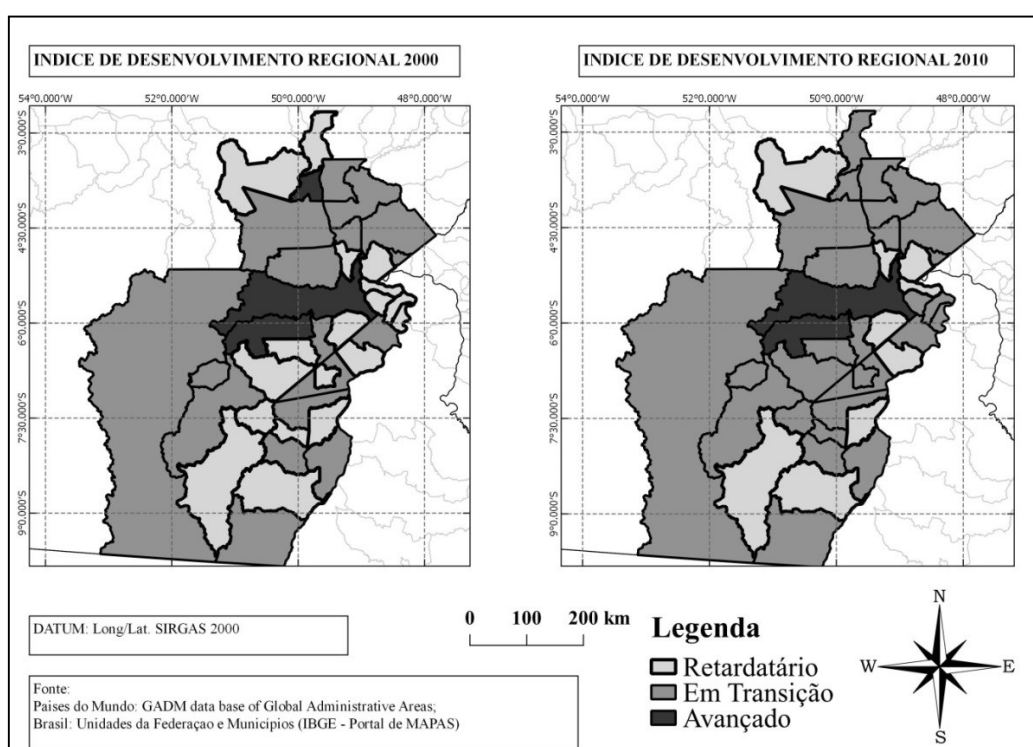 INDICE DE DESENVOLVIMENTO REGIONAL 2000
INDICE DE DESENVOLVIMENTO REGIONAL 2010
54°0.000'W 52°0.000'W 50°0.000'W 48°0.000'W
54°0.000'W 52°0.000'W 50°0.000'W 48°0.000'W
3°0.000'S
4°30.000'S
6°0.000'S
7°30.000'S
9°0.000'S
3°0.000'S
4°30.000'S
6°0.000'S
7°30.000'S
9°0.000'S
DATUM: Long/Lat. SIRGAS 2000
0 100 200 km
Legenda
Retardatário
Em Transição
Avançado
N
W
E
S
Fonte:
Paises do Mundo: GADM data base of Global Administrative Areas;
Brasil: Unidades da Federaçao e Municipios (IBGE - Portal de MAPAS)